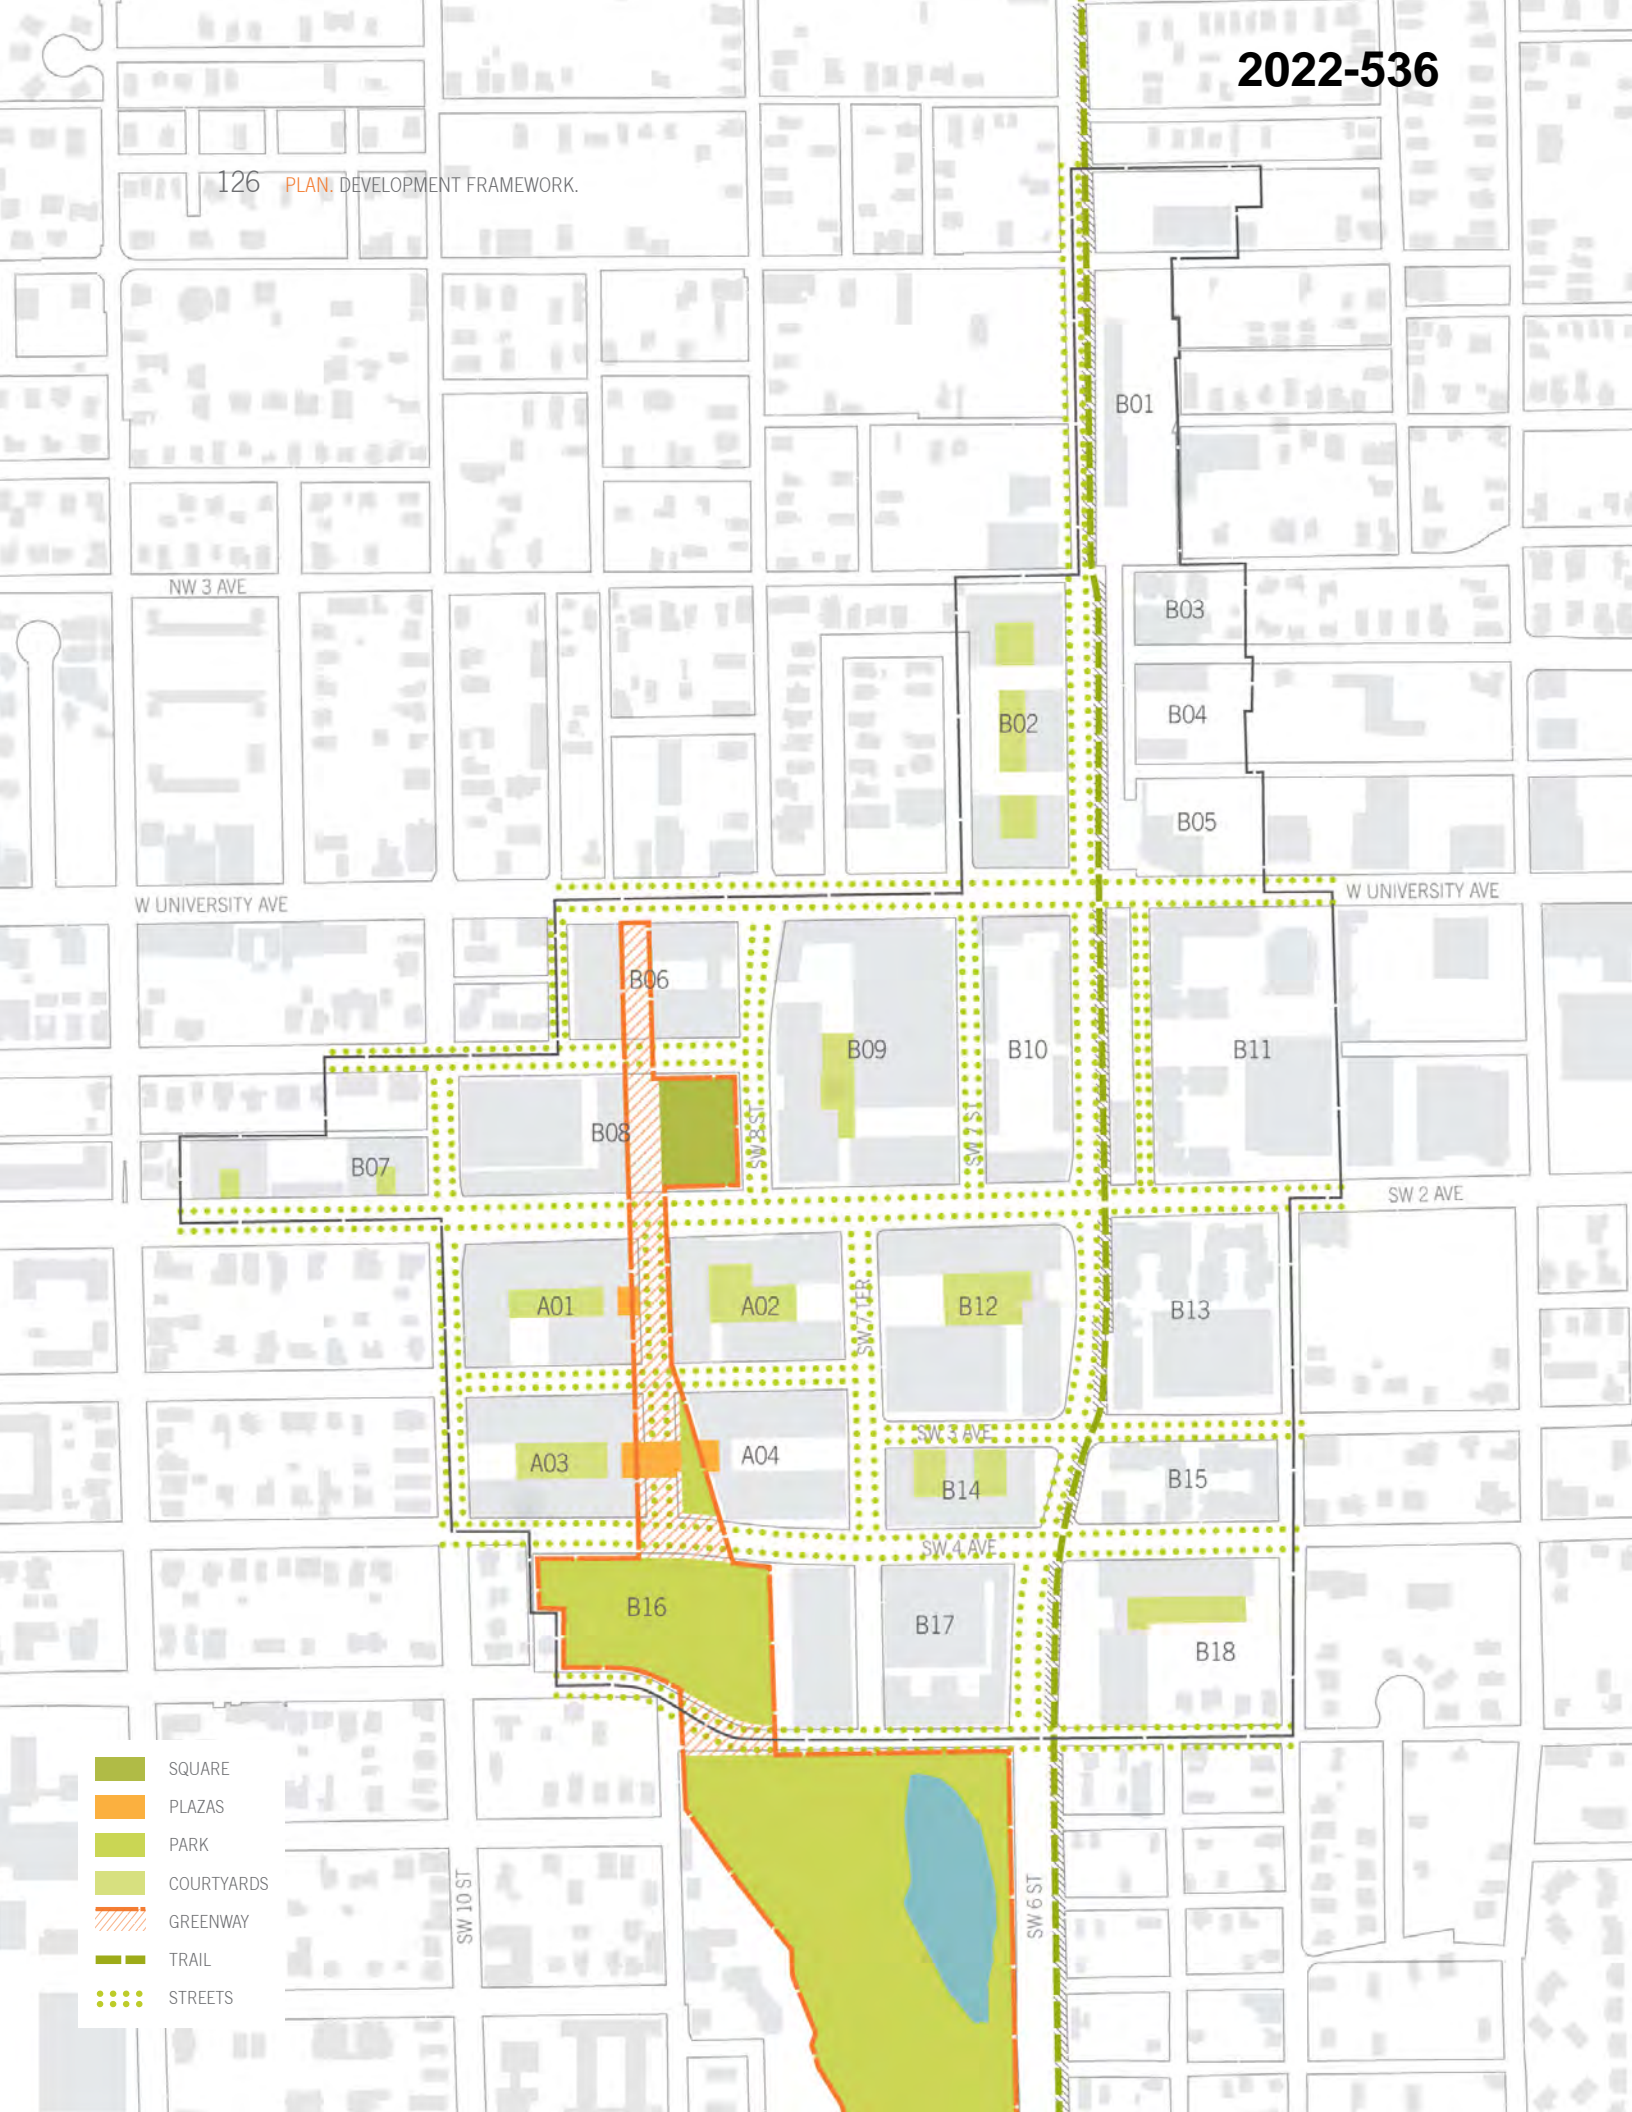 2022-536
126 PLAN. DEVELOPMENT FRAMEWORK.
B01
NW 3 AVE
B03
B02
B04
B05
W UNIVERSITY AVE
W UNIVERSITY AVE
B06
B09
B10
B11
B08
SW 8 ST
SW 7 ST
B07
SW 2 AVE
A01
A02
SW 7 TER
B12
B13
SW 3 AVE
A03
A04
B14
B15
SW 4 AVE
B16
B17
B18
SQUARE
PLAZAS
PARK
COURTYARDS
GREENWAY
TRAIL
STREETS
SW 10 ST
SW 6 ST